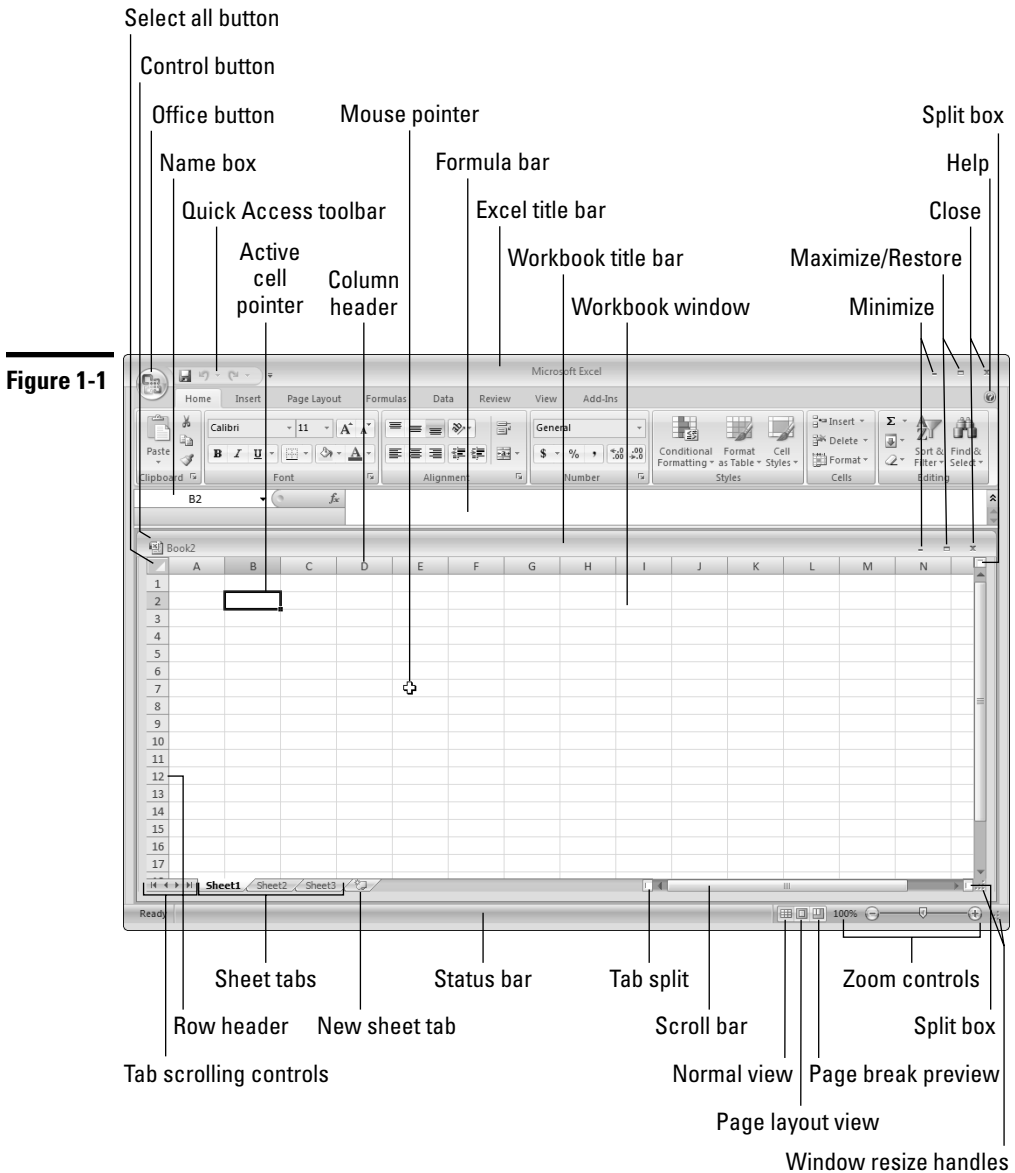 Select all button
Control button
Office button
Mouse pointer
Split box
Name box
Formula bar
Help
Quick Access toolbar
Excel title bar
Close
Active
cell
pointer
Column
header
Workbook title bar
Maximize/Restore
Workbook window
Minimize
Figure 1-1
Microsoft Excel
Home Insert Page Layout Formulas Data Review View Add-Ins
Calibri 11 A A General Σ Insert
Paste B I U A $ % , .00 .00 Conditional Formatting Format as Table Cell Styles Delete Format Sort & Filter Find & Select
Clipboard Font Alignment Number Styles Cells Editing
B2 fx
Book2
A B C D E F G H I J K L M N
1
2
3
4
5
6
7
8
9
10
11
12
13
14
15
16
17
Sheet1 Sheet2 Sheet3
Ready 100%
Sheet tabs
Status bar
Tab split
Zoom controls
Row header
New sheet tab
Scroll bar
Split box
Tab scrolling controls
Normal view
Page break preview
Page layout view
Window resize handles